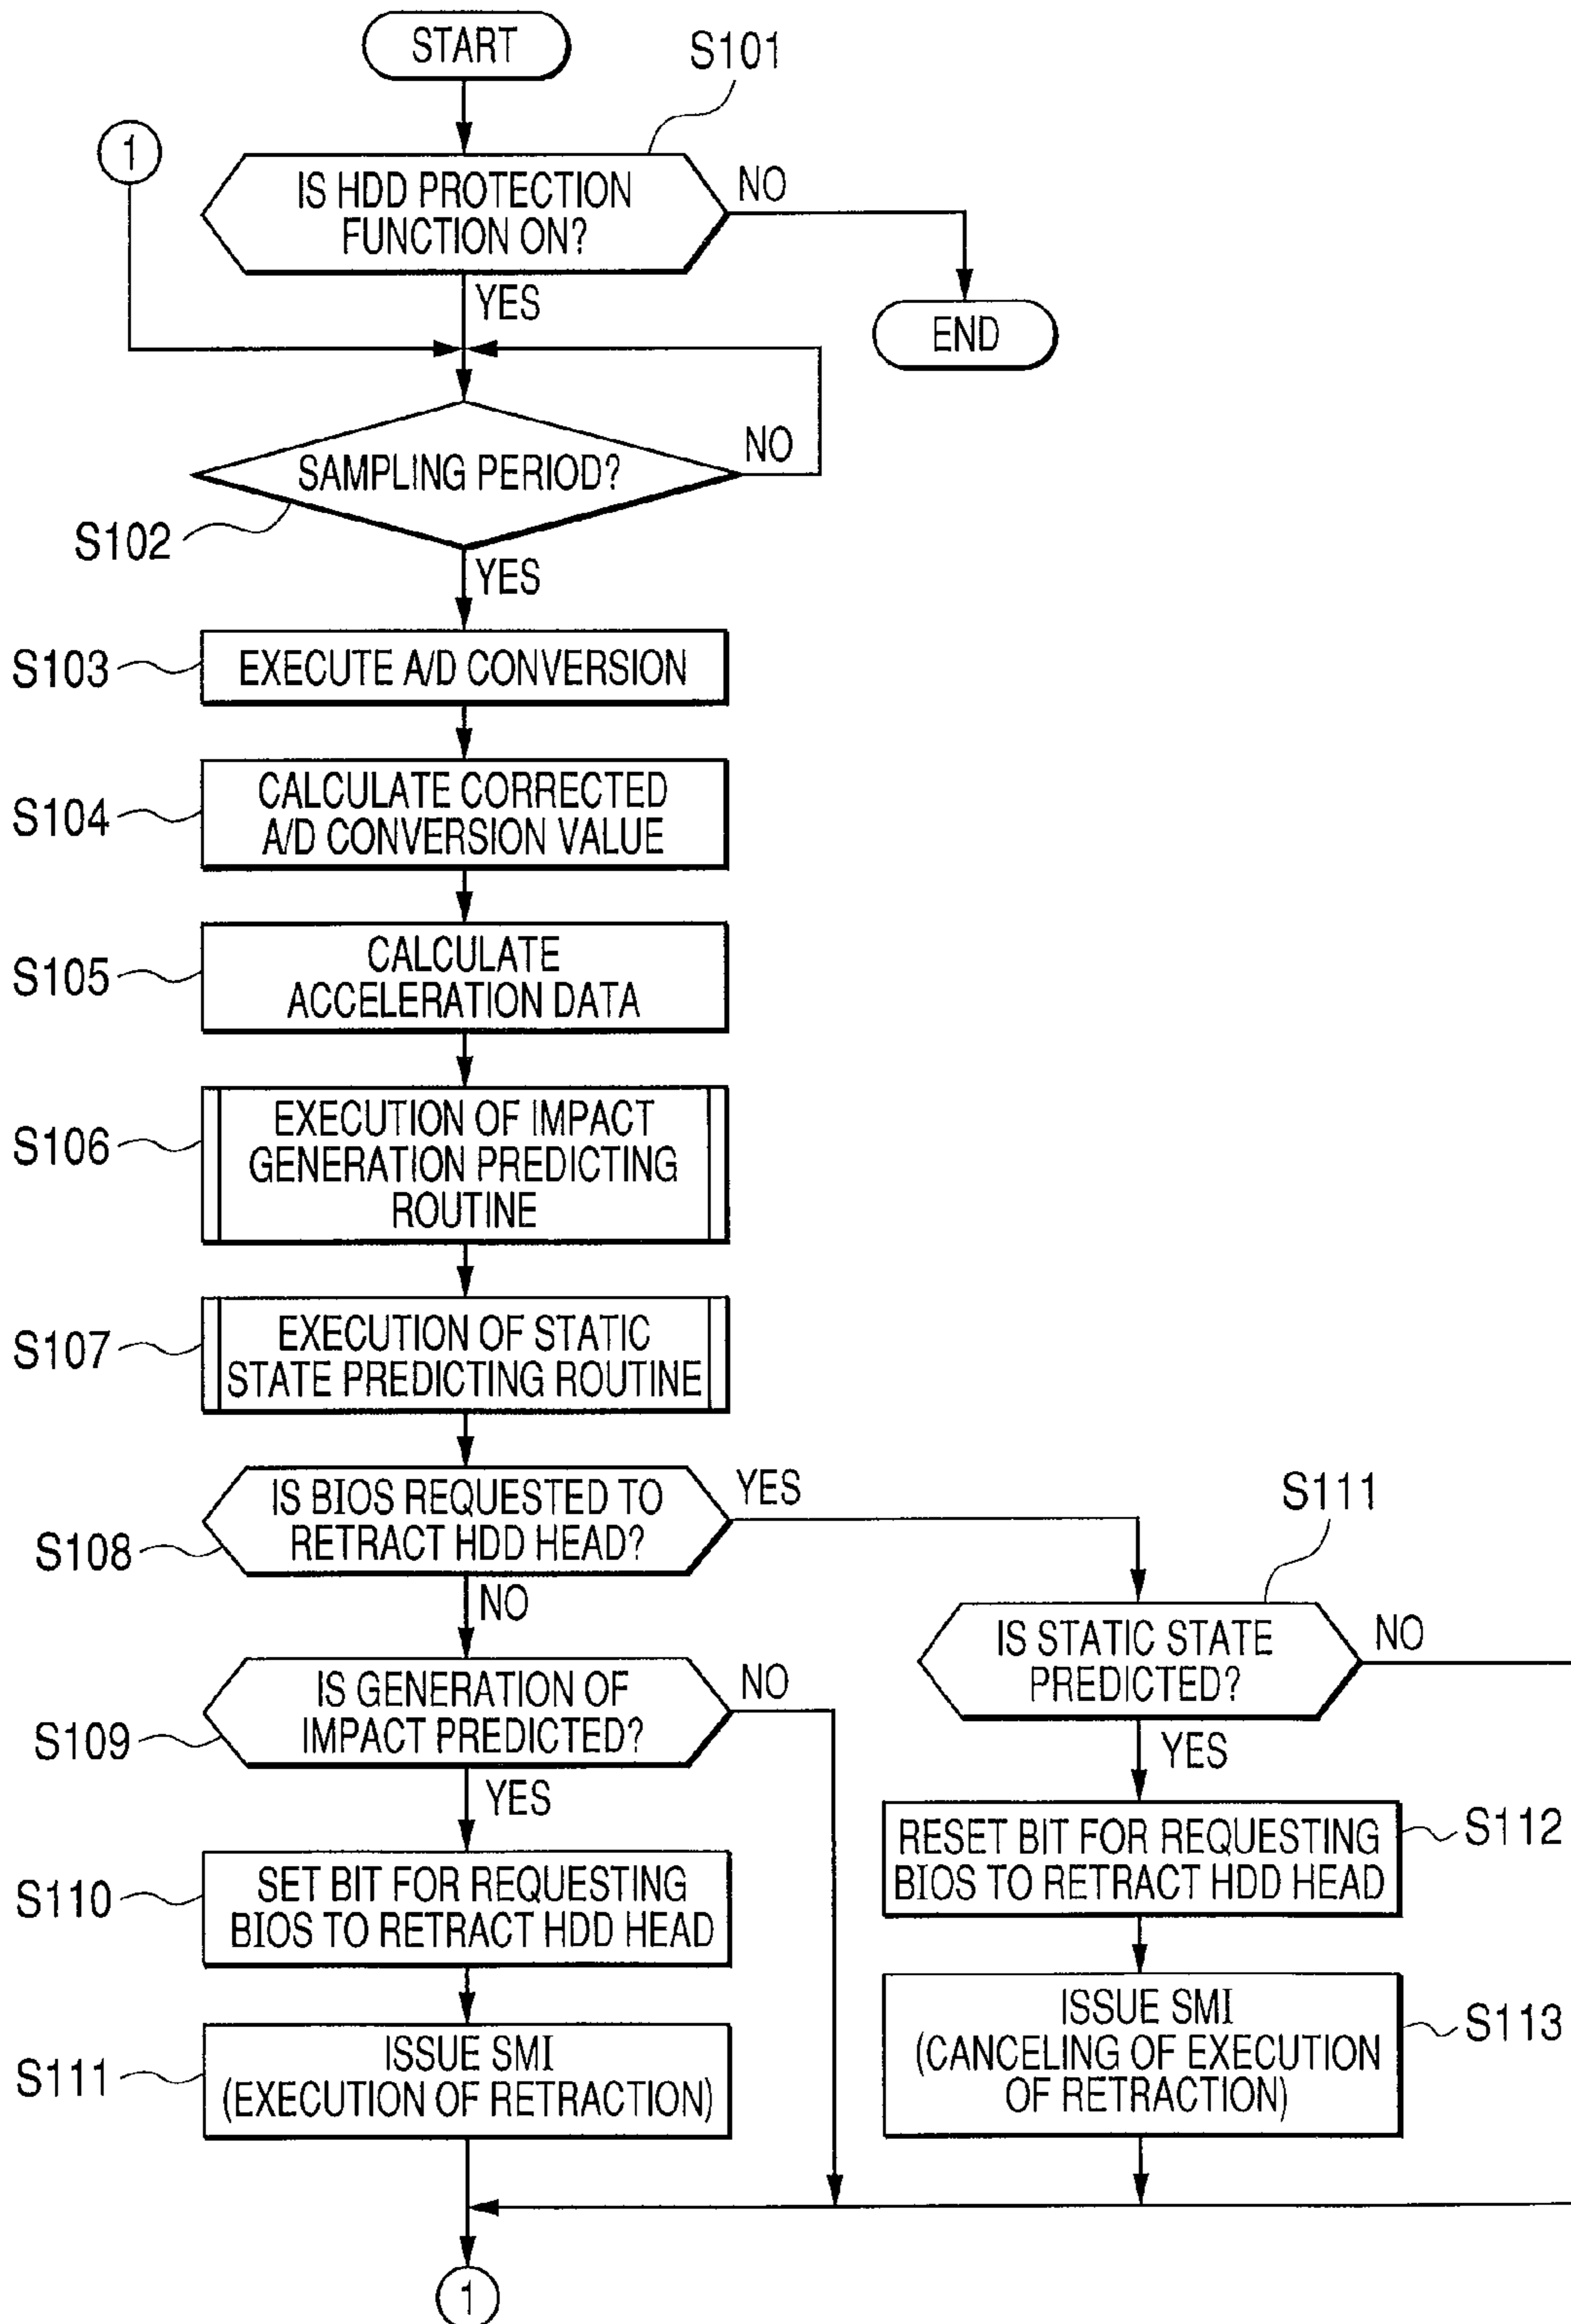 START
S101
1
IS HDD PROTECTION
FUNCTION ON?
NO
YES
END
SAMPLING PERIOD?
NO
S102
YES
S103
EXECUTE A/D CONVERSION
S104
CALCULATE CORRECTED
A/D CONVERSION VALUE
S105
CALCULATE
ACCELERATION DATA
S106
EXECUTION OF IMPACT
GENERATION PREDICTING
ROUTINE
S107
EXECUTION OF STATIC
STATE PREDICTING ROUTINE
S108
IS BIOS REQUESTED TO
RETRACT HDD HEAD?
YES
NO
S111
IS STATIC STATE
PREDICTED?
NO
YES
S109
IS GENERATION OF
IMPACT PREDICTED?
NO
YES
S110
SET BIT FOR REQUESTING
BIOS TO RETRACT HDD HEAD
RESET BIT FOR REQUESTING
BIOS TO RETRACT HDD HEAD
S112
S111
ISSUE SMI
(EXECUTION OF RETRACTION)
ISSUE SMI
(CANCELING OF EXECUTION
OF RETRACTION)
S113
1